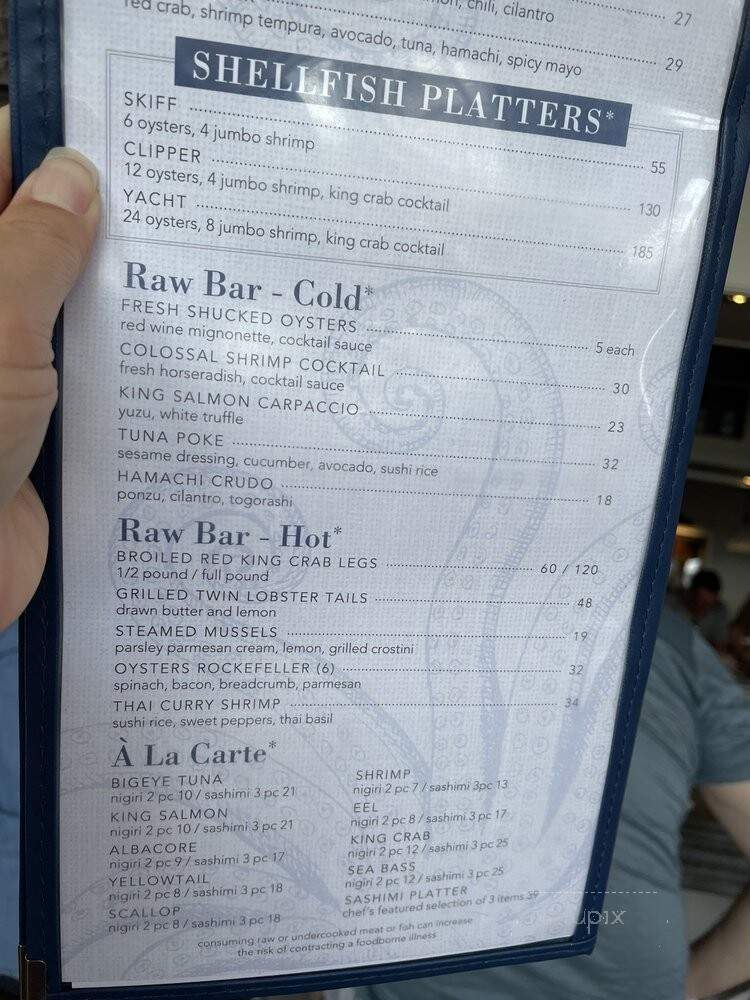 chili, cilantro 27
red crab, shrimp tempura, avocado, tuna, hamachi, spicy mayo 29
SHELLFISH PLATTERS*
SKIFF 55
6 oysters, 4 jumbo shrimp
CLIPPER 130
12 oysters, 4 jumbo shrimp, king crab cocktail
YACHT 185
24 oysters, 8 jumbo shrimp, king crab cocktail
Raw Bar - Cold*
FRESH SHUCKED OYSTERS 5 each
red wine mignonette, cocktail sauce
COLOSSAL SHRIMP COCKTAIL 30
fresh horseradish, cocktail sauce
KING SALMON CARPACCIO 23
yuzu, white truffle
TUNA POKE 32
sesame dressing, cucumber, avocado, sushi rice
HAMACHI CRUDO 18
ponzu, cilantro, togorashi
Raw Bar - Hot*
BROILED RED KING CRAB LEGS 60 / 120
1/2 pound / full pound
GRILLED TWIN LOBSTER TAILS 48
drawn butter and lemon
STEAMED MUSSELS 19
parsley parmesan cream, lemon, grilled crostini
OYSTERS ROCKEFELLER (6) 32
spinach, bacon, breadcrumb, parmesan
THAI CURRY SHRIMP 34
sushi rice, sweet peppers, thai basil
À La Carte*
BIGEYE TUNA
nigiri 2 pc 10 / sashimi 3 pc 21
KING SALMON
nigiri 2 pc 10 / sashimi 3 pc 21
ALBACORE
nigiri 2 pc 9 / sashimi 3 pc 17
YELLOWTAIL
nigiri 2 pc 8 / sashimi 3 pc 18
SCALLOP
nigiri 2 pc 8 / sashimi 3 pc 18
SHRIMP
nigiri 2 pc 7 / sashimi 3pc 13
EEL
nigiri 2 pc 8 / sashimi 3 pc 17
KING CRAB
nigiri 2 pc 12 / sashimi 3 pc 25
SEA BASS
nigiri 2 pc 12 / sashimi 3 pc 25
SASHIMI PLATTER
chef's featured selection of 3 items 59
consuming raw or undercooked meat or fish can increase
the risk of contracting a foodborne illness